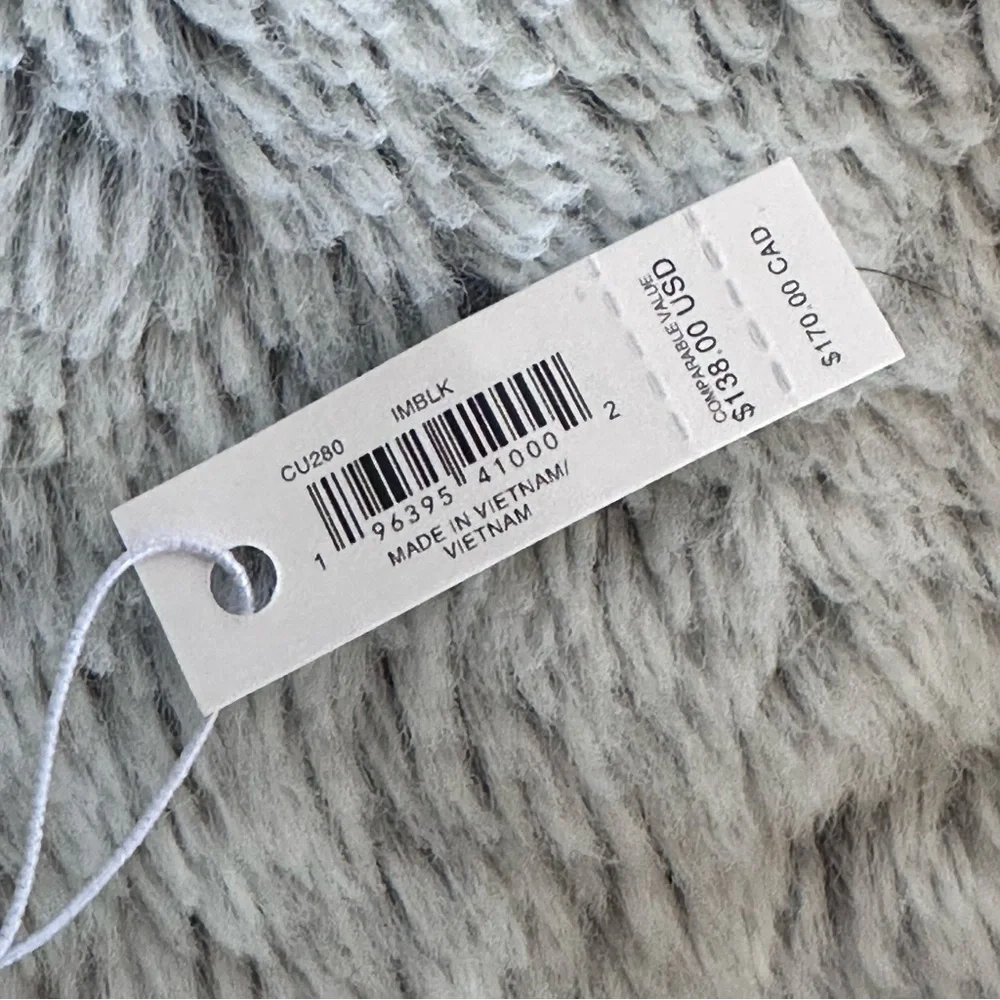 CU280 IMBLK
1 96395 41000 2
MADE IN VIETNAM/
VIETNAM
COMPARABLE VALUE
$138.00 USD
$170.00 CAD